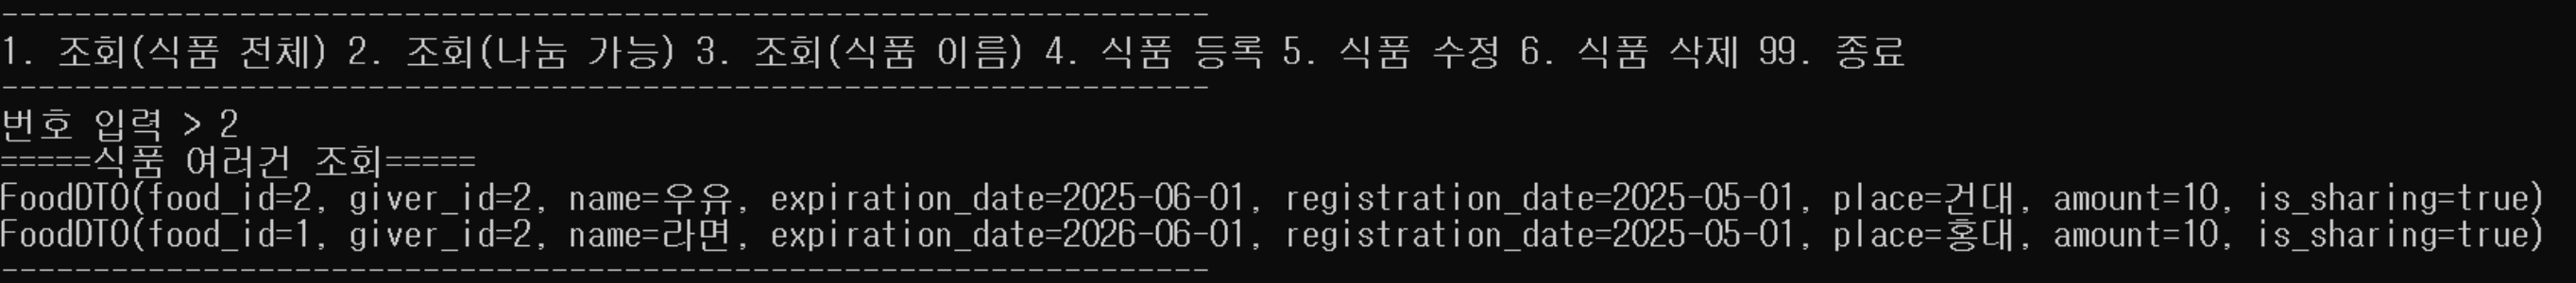 ------------------------------------------------------------------
1. 조회(식품 전체) 2. 조회(나눔 가능) 3. 조회(식품 이름) 4. 식품 등록 5. 식품 수정 6. 식품 삭제 99. 종료
------------------------------------------------------------------
번호 입력 > 2
=====식품 여러건 조회=====
FoodDTO(food_id=2, giver_id=2, name=우유, expiration_date=2025-06-01, registration_date=2025-05-01, place=건대, amount=10, is_sharing=true)
FoodDTO(food_id=1, giver_id=2, name=라면, expiration_date=2026-06-01, registration_date=2025-05-01, place=홍대, amount=10, is_sharing=true)
------------------------------------------------------------------